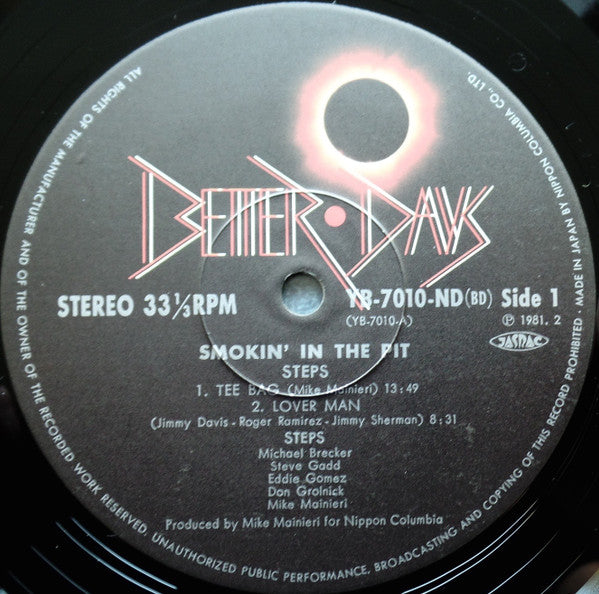 BETTER • DAYS
STEREO 33⅓RPM
YB-7010-ND(BD) Side 1
(YB-7010-A)
Ⓟ 1981. 2
JASRAC
SMOKIN' IN THE PIT
STEPS
1. TEE BAG (Mike Mainieri) 13:49
2. LOVER MAN
(Jimmy Davis - Roger Ramirez - Jimmy Sherman) 8:31
STEPS
Michael Brecker
Steve Gadd
Eddie Gomez
Don Grolnick
Mike Mainieri
Produced by Mike Mainieri for Nippon Columbia
ALL RIGHTS OF THE MANUFACTURER AND OF THE OWNER OF THE RECORDED WORK RESERVED. UNAUTHORIZED PUBLIC PERFORMANCE, BROADCASTING AND COPYING OF THIS RECORD PROHIBITED · MADE IN JAPAN BY NIPPON COLUMBIA CO., LTD.